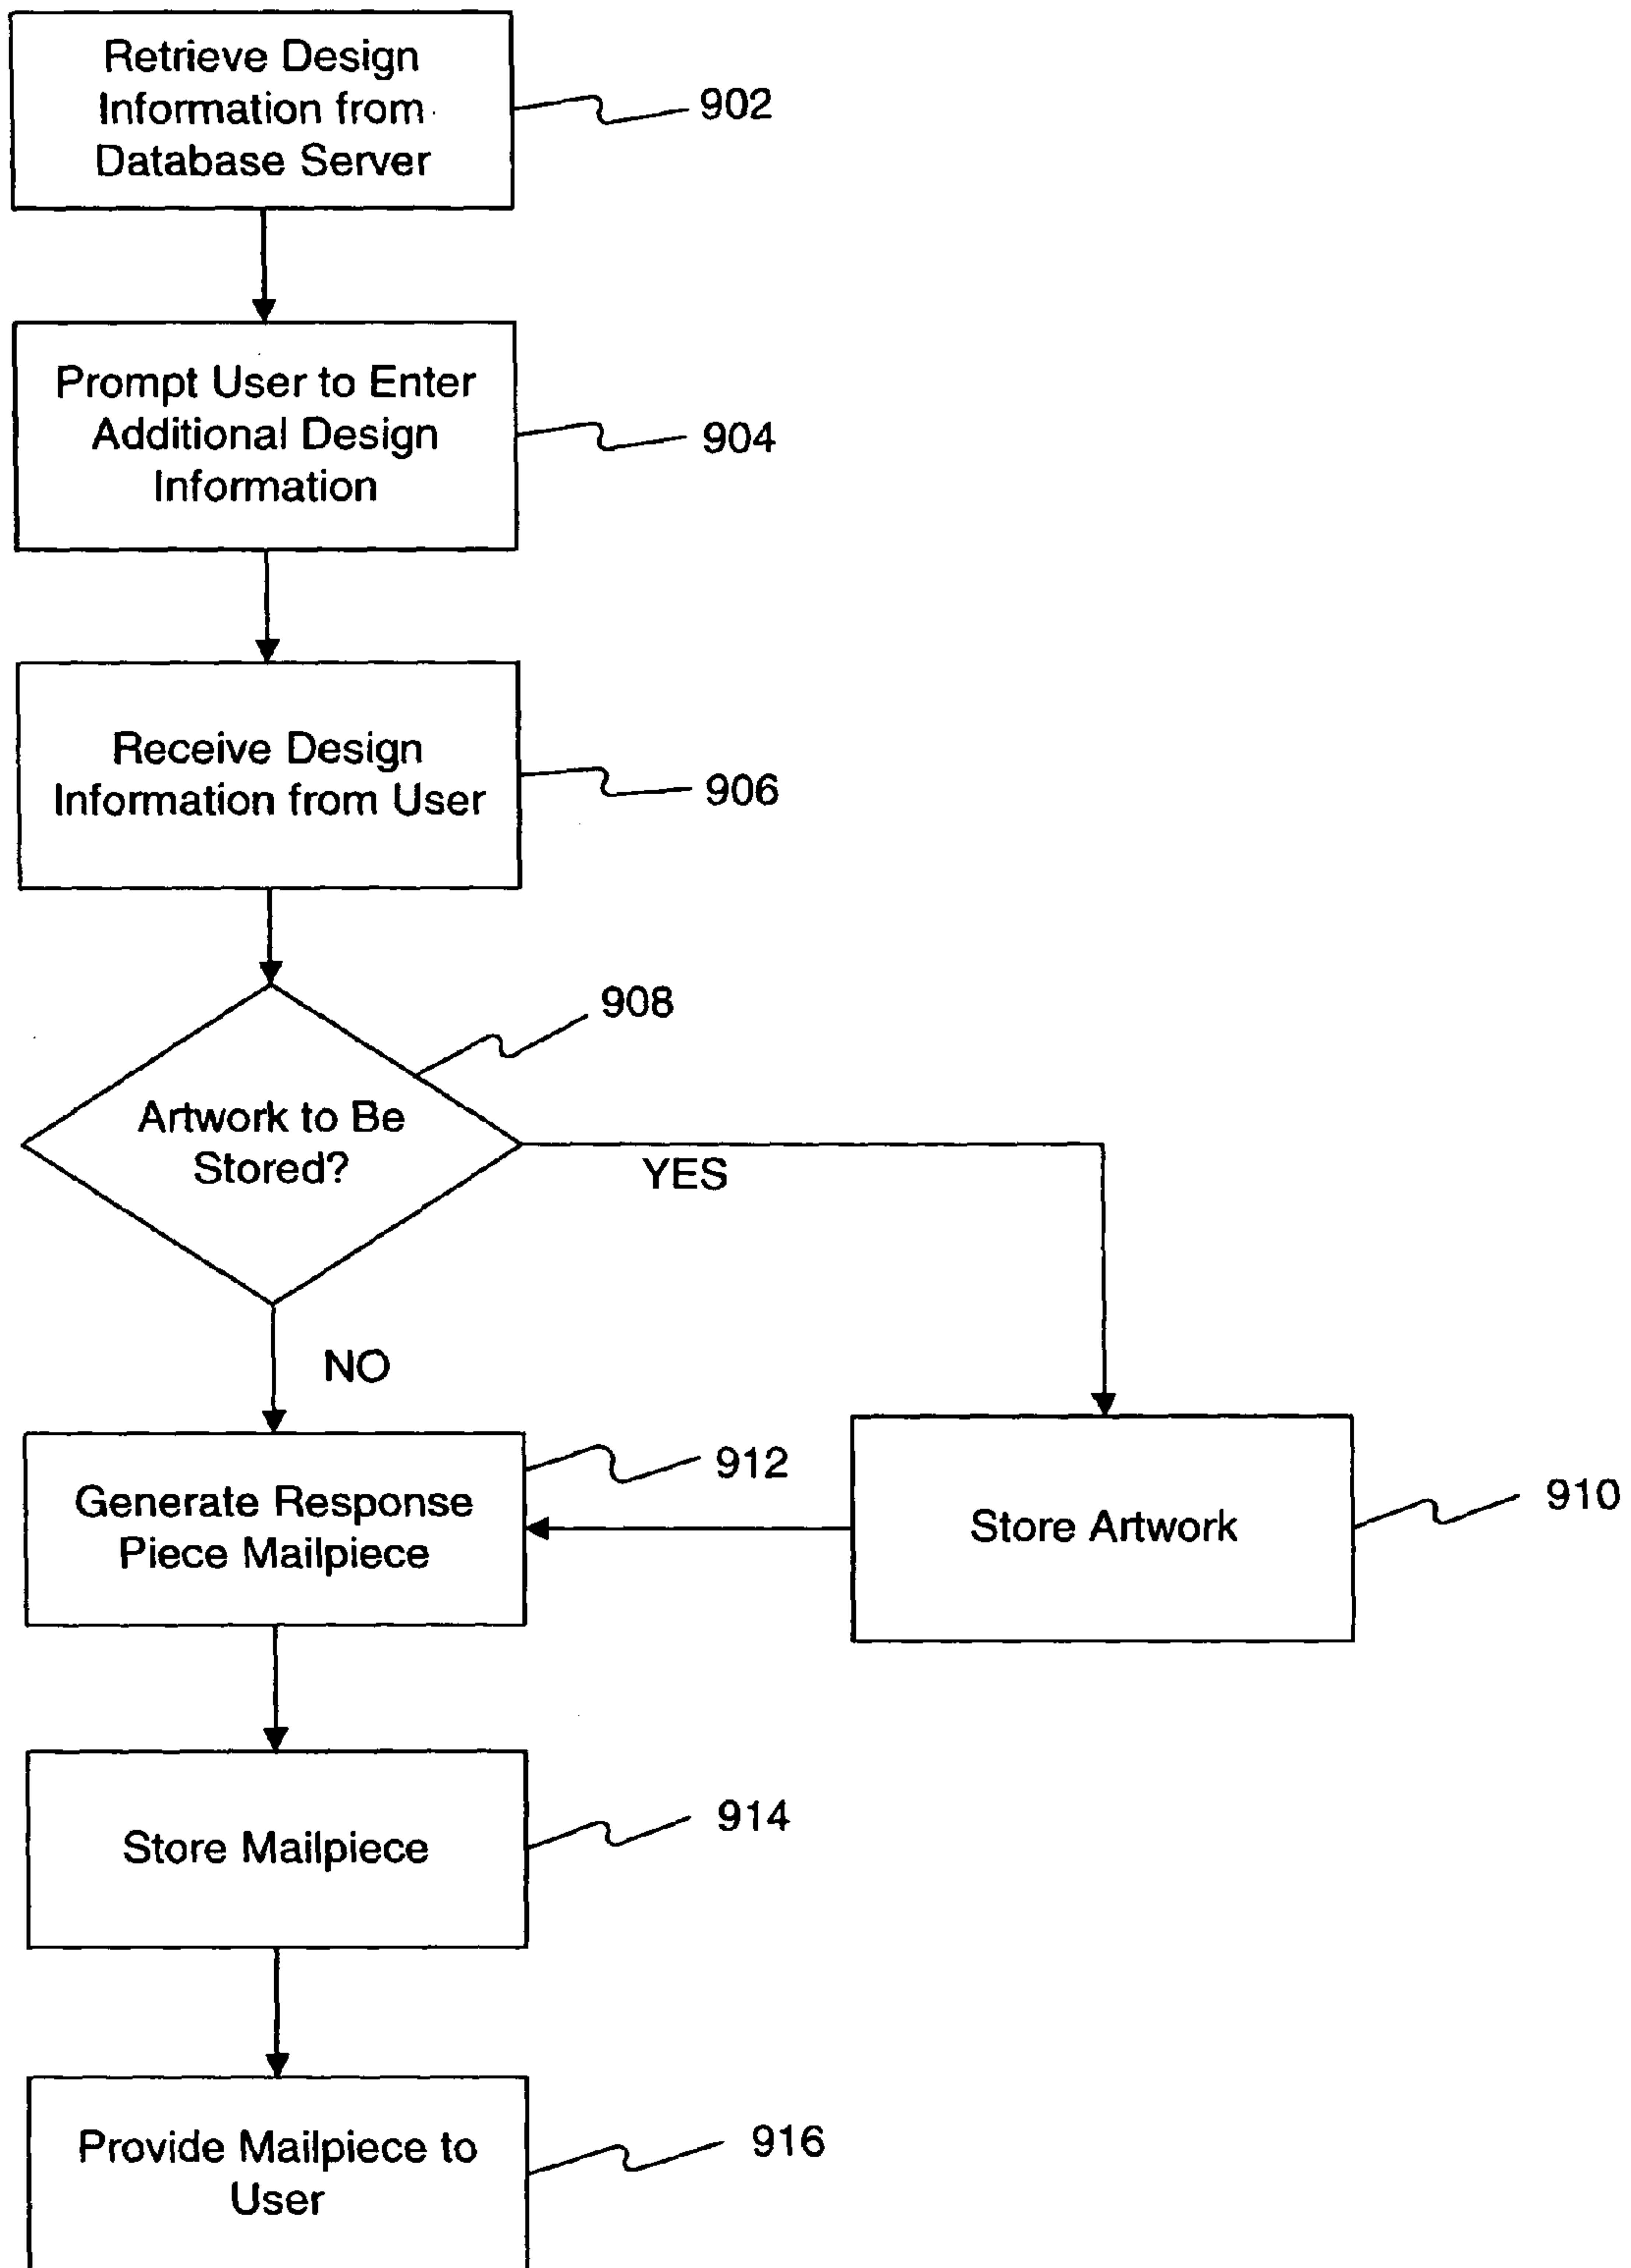 Retrieve Design
Information from
Database Server
902
Prompt User to Enter
Additional Design
Information
904
Receive Design
Information from User
906
908
Artwork to Be
Stored?
YES
NO
912
Generate Response
Piece Mailpiece
Store Artwork
910
Store Mailpiece
914
Provide Mailpiece to
User
916